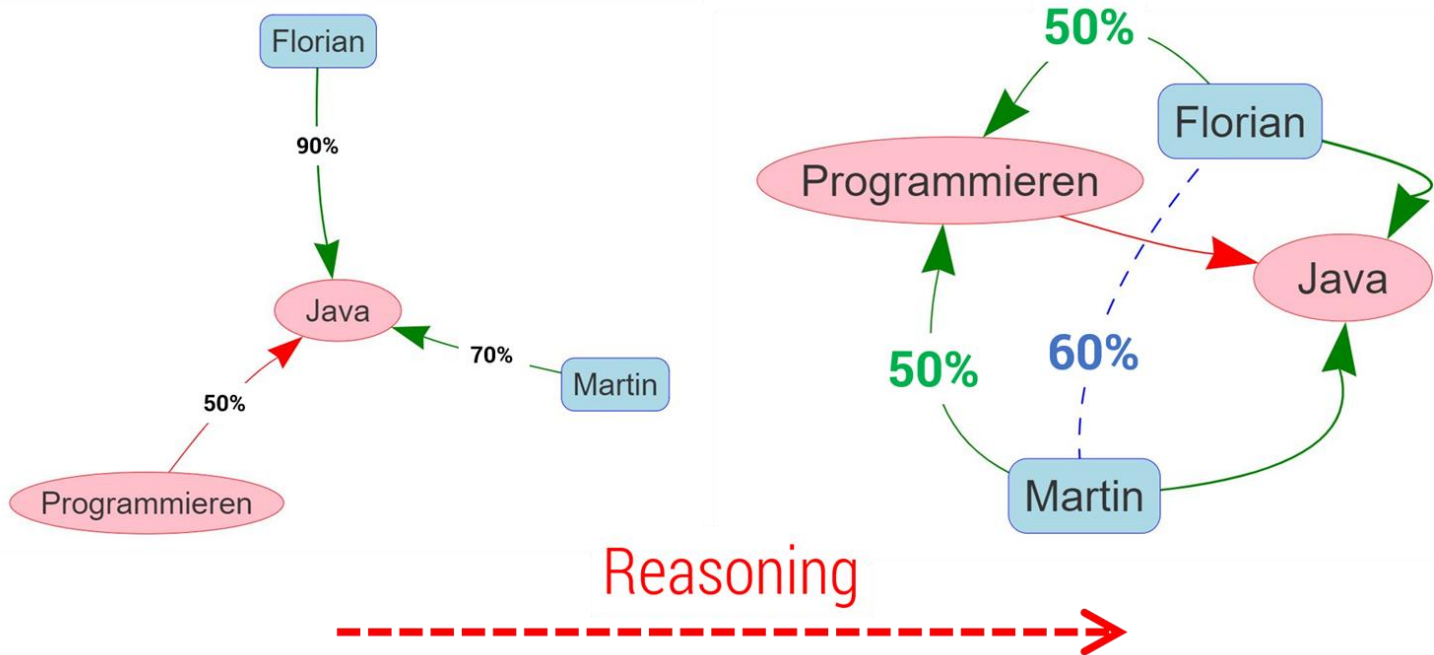 Florian
90%
Java
70%
Martin
50%
Programmieren
50%
Florian
Programmieren
Java
60%
50%
Martin
Reasoning